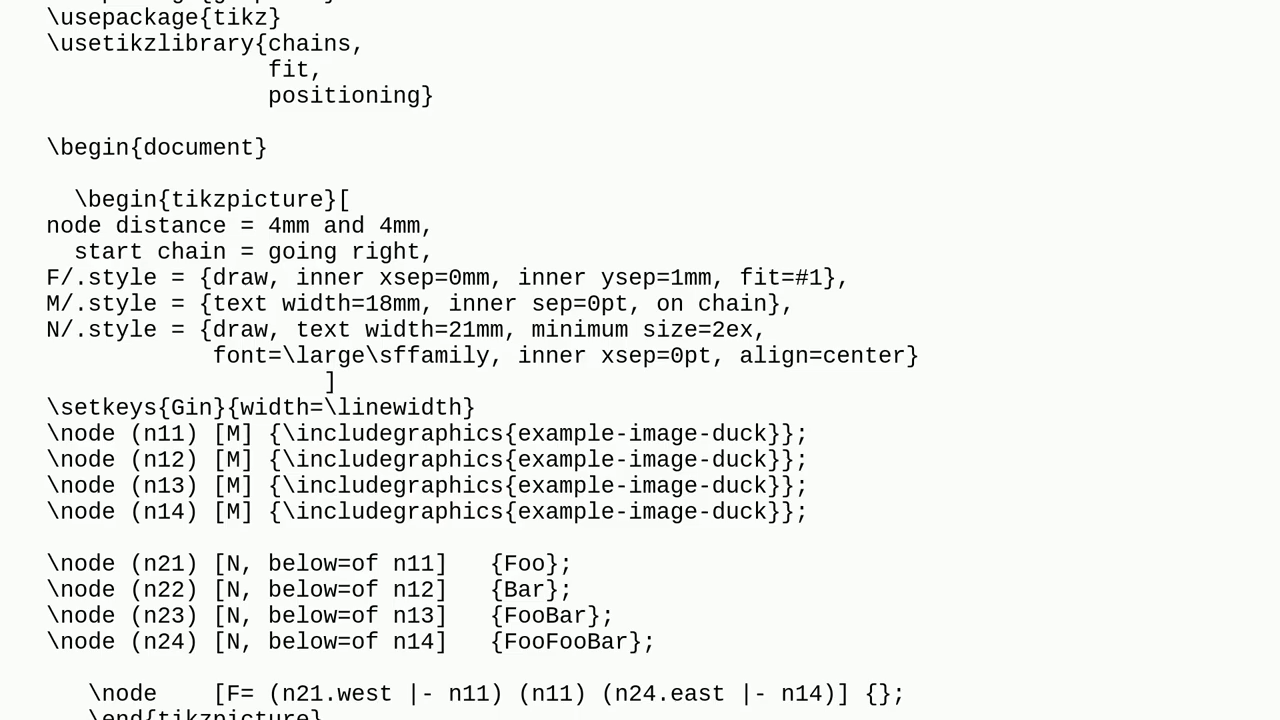 \usepackage{tikz}
\usetikzlibrary{chains,
                fit,
                positioning}

\begin{document}

  \begin{tikzpicture}[
node distance = 4mm and 4mm,
  start chain = going right,
F/.style = {draw, inner xsep=0mm, inner ysep=1mm, fit=#1},
M/.style = {text width=18mm, inner sep=0pt, on chain},
N/.style = {draw, text width=21mm, minimum size=2ex,
            font=\large\sffamily, inner xsep=0pt, align=center}
                    ]
\setkeys{Gin}{width=\linewidth}
\node (n11) [M] {\includegraphics{example-image-duck}};
\node (n12) [M] {\includegraphics{example-image-duck}};
\node (n13) [M] {\includegraphics{example-image-duck}};
\node (n14) [M] {\includegraphics{example-image-duck}};

\node (n21) [N, below=of n11]   {Foo};
\node (n22) [N, below=of n12]   {Bar};
\node (n23) [N, below=of n13]   {FooBar};
\node (n24) [N, below=of n14]   {FooFooBar};

   \node    [F= (n21.west |- n11) (n11) (n24.east |- n14)] {};
   \end{tikzpicture}